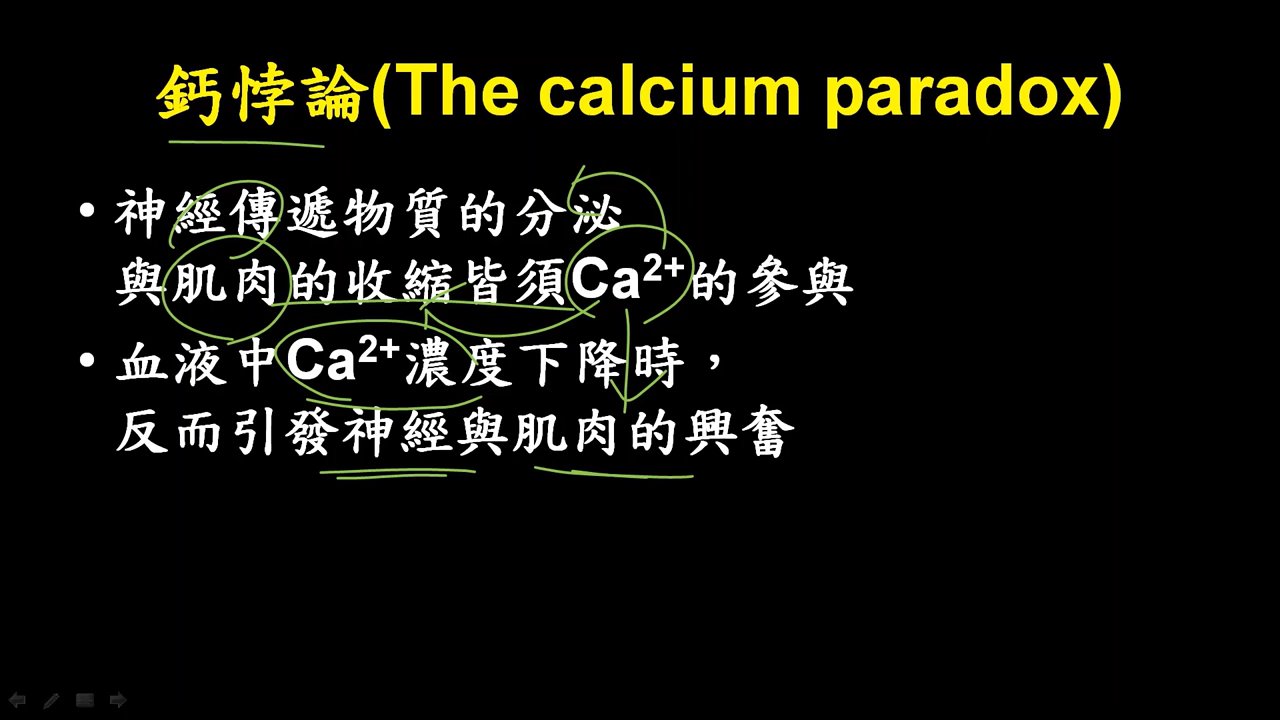 鈣悖論(The calcium paradox)
• 神經傳遞物質的分泌
與肌肉的收縮皆須Ca²⁺的參與
• 血液中Ca²⁺濃度下降時，
反而引發神經與肌肉的興奮